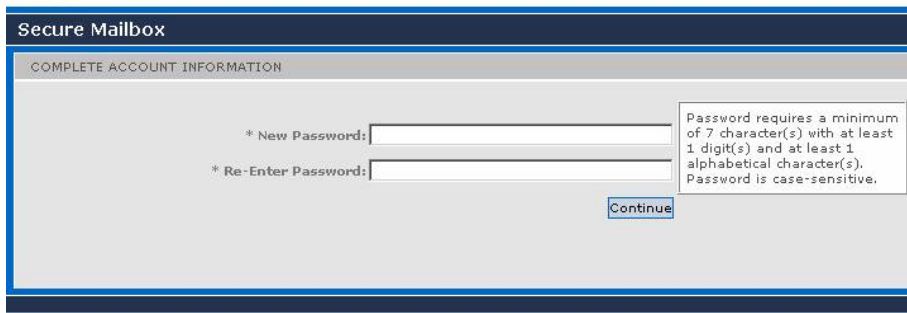 Secure Mailbox
COMPLETE ACCOUNT INFORMATION
* New Password:
* Re-Enter Password:
Password requires a minimum
of 7 character(s) with at least
1 digit(s) and at least 1
alphabetical character(s).
Password is case-sensitive.
Continue